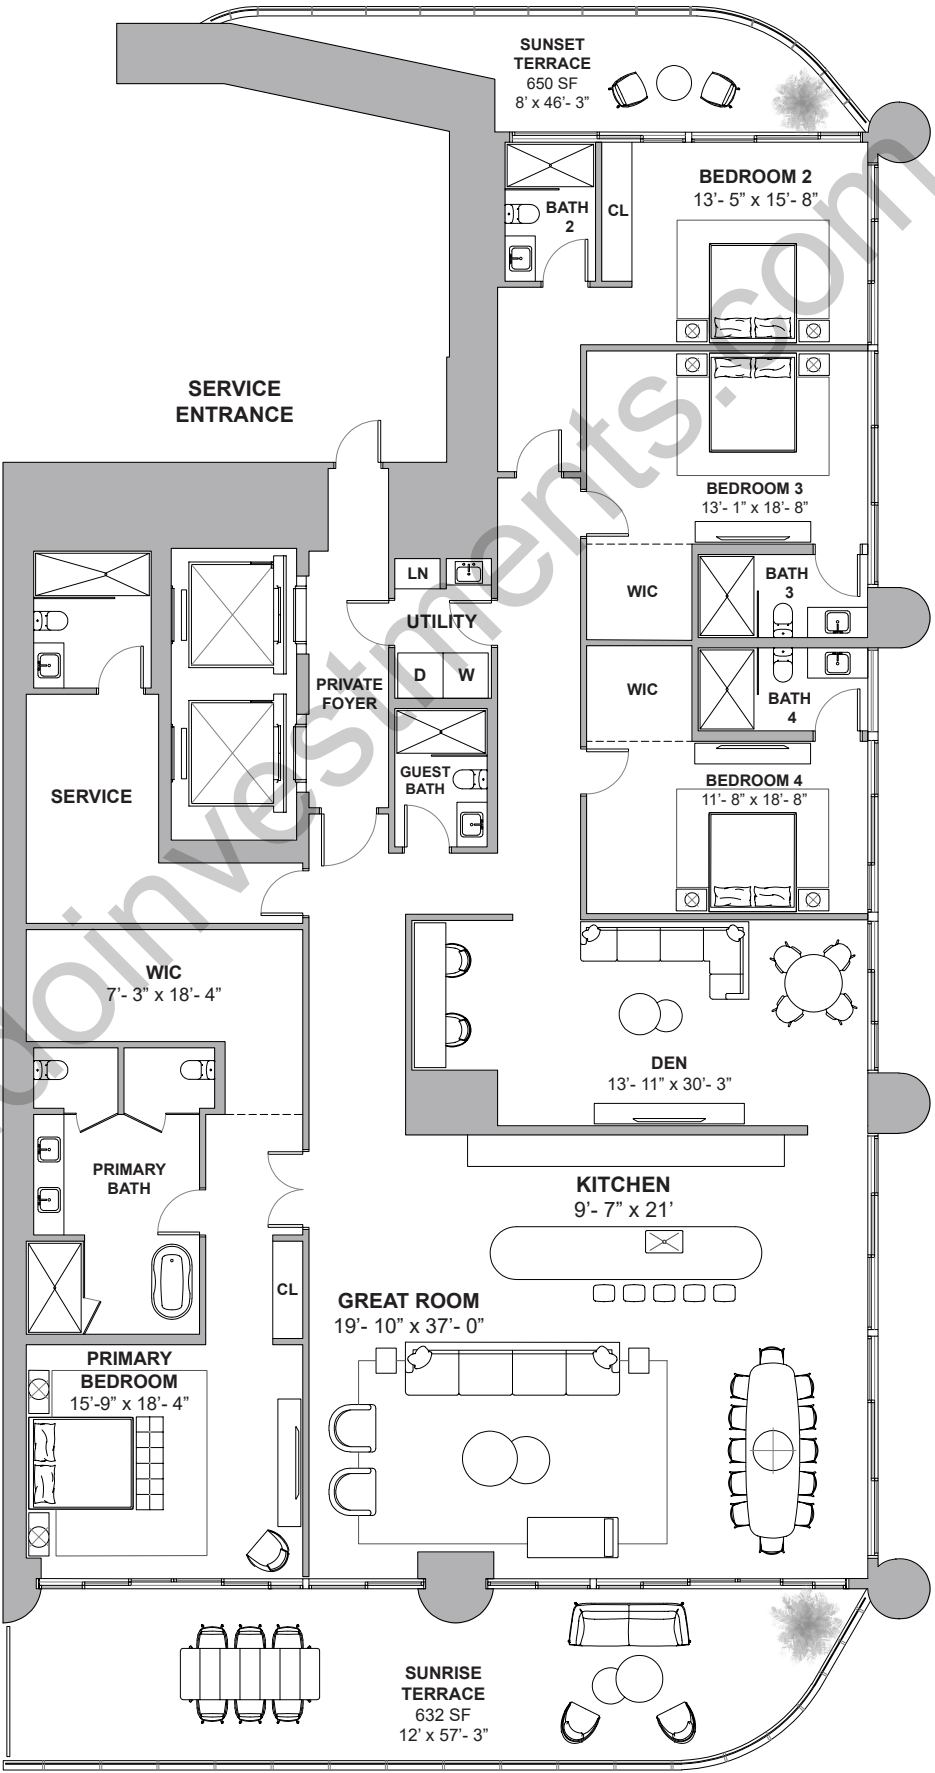 SUNSET
TERRACE
650 SF
8' x 46'- 3”
BEDROOM 2
13'- 5” x 15'- 8”
BATH
2
CL
SERVICE
ENTRANCE
BEDROOM 3
13'- 1” x 18'- 8”
LN
UTILITY
WIC
BATH
3
D
W
PRIVATE
FOYER
WIC
BATH
4
GUEST
BATH
SERVICE
BEDROOM 4
11'- 8” x 18'- 8”
WIC
7'- 3” x 18'- 4”
DEN
13'- 11” x 30'- 3”
PRIMARY
BATH
KITCHEN
9'- 7” x 21'
CL
GREAT ROOM
19'- 10” x 37'- 0”
PRIMARY
BEDROOM
15'-9” x 18'- 4”
SUNRISE
TERRACE
632 SF
12' x 57'- 3”
doinvestments.com